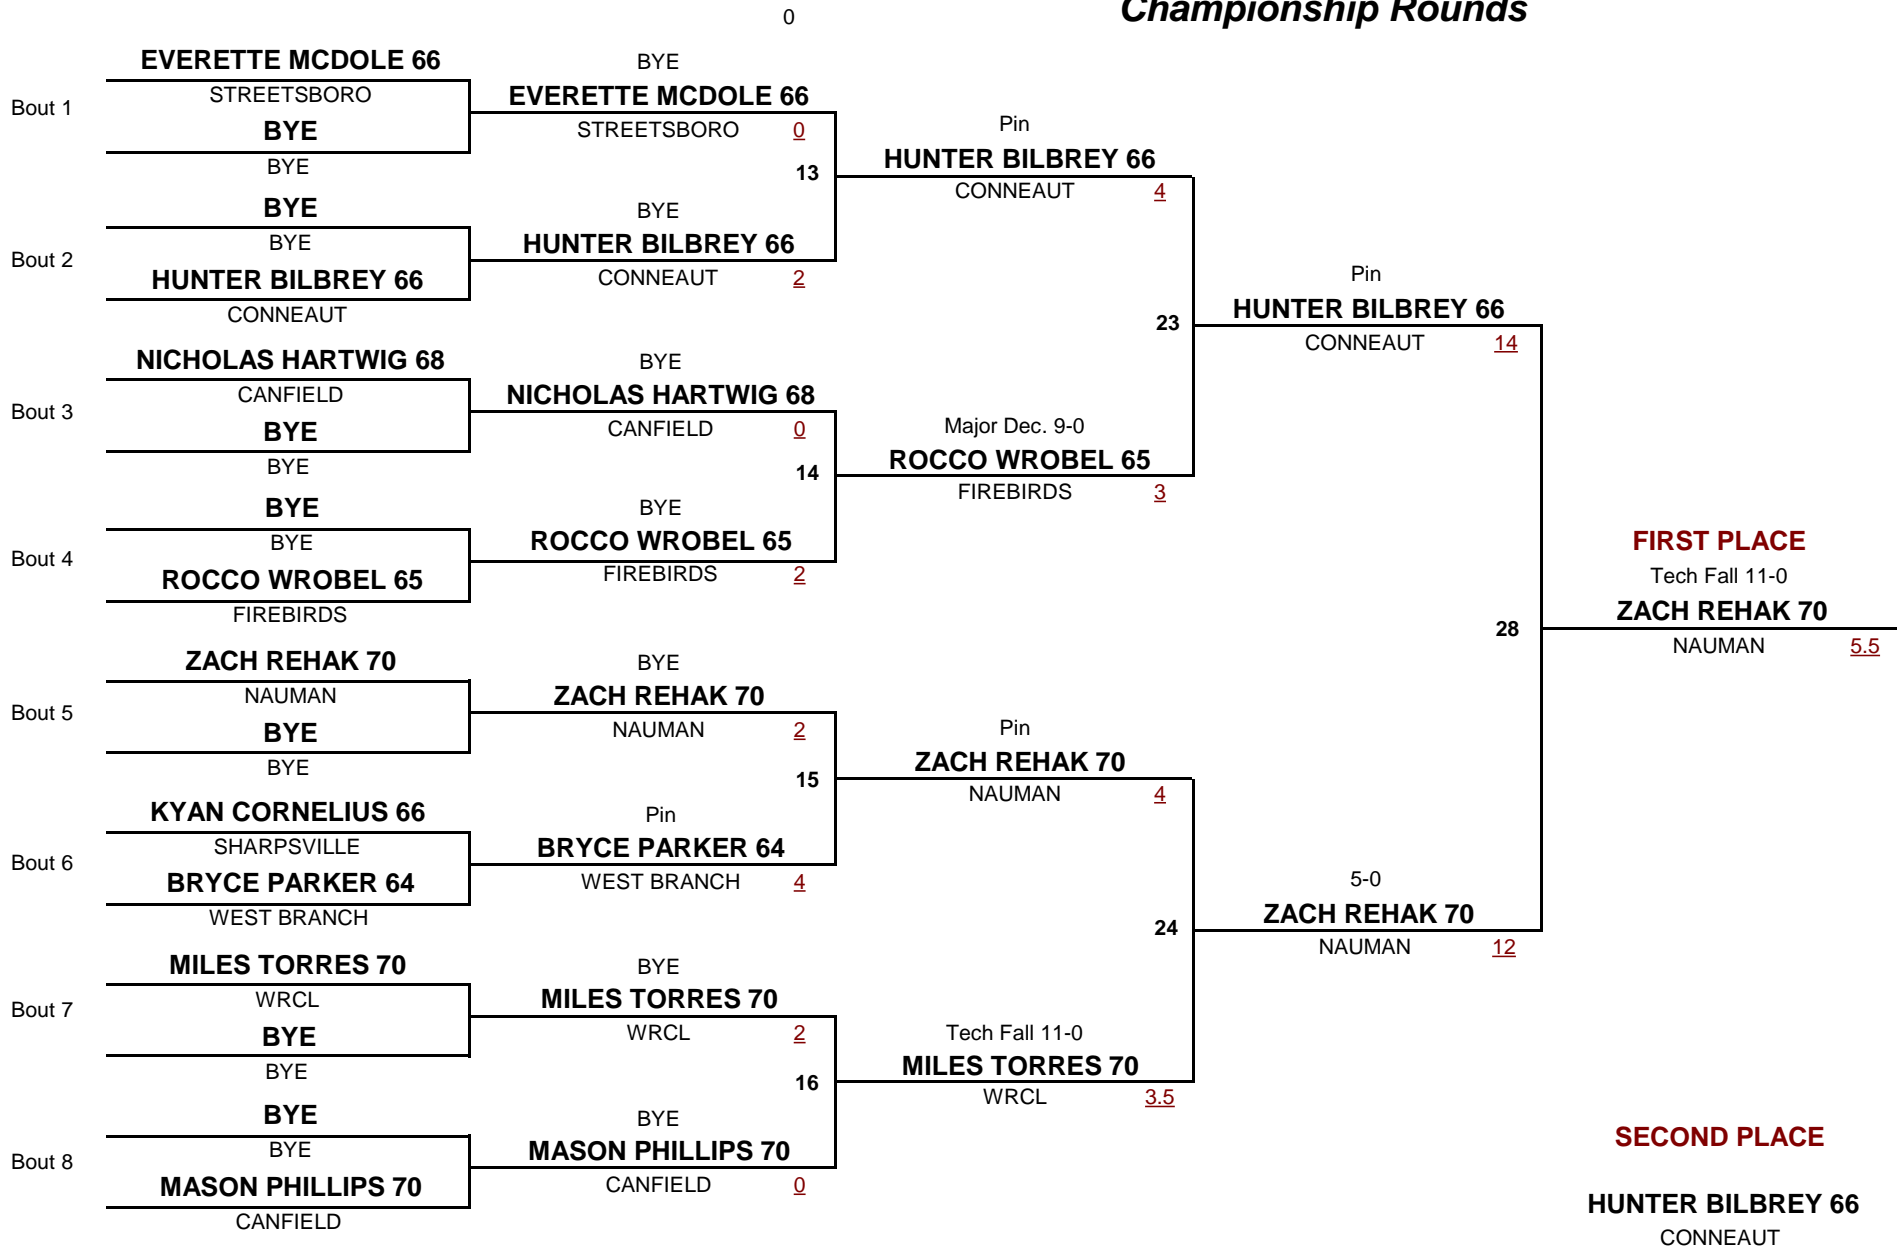 0
Championship Rounds
EVERETTE MCDOLE 66
STREETSBORO
Bout 1
BYE
BYE
BYE
BYE
Bout 2
HUNTER BILBREY 66
CONNEAUT
NICHOLAS HARTWIG 68
CANFIELD
Bout 3
BYE
BYE
BYE
BYE
Bout 4
ROCCO WROBEL 65
FIREBIRDS
ZACH REHAK 70
NAUMAN
Bout 5
BYE
BYE
KYAN CORNELIUS 66
SHARPSVILLE
Bout 6
BRYCE PARKER 64
WEST BRANCH
MILES TORRES 70
WRCL
Bout 7
BYE
BYE
BYE
BYE
Bout 8
MASON PHILLIPS 70
CANFIELD
BYE
EVERETTE MCDOLE 66
STREETSBORO 0
13
BYE
HUNTER BILBREY 66
CONNEAUT 2
BYE
NICHOLAS HARTWIG 68
CANFIELD 0
14
BYE
ROCCO WROBEL 65
FIREBIRDS 2
BYE
ZACH REHAK 70
NAUMAN 2
15
Pin
BRYCE PARKER 64
WEST BRANCH 4
BYE
MILES TORRES 70
WRCL 2
16
BYE
MASON PHILLIPS 70
CANFIELD 0
Pin
HUNTER BILBREY 66
CONNEAUT 4
23
Major Dec. 9-0
ROCCO WROBEL 65
FIREBIRDS 3
Pin
ZACH REHAK 70
NAUMAN 4
24
Tech Fall 11-0
MILES TORRES 70
WRCL 3.5
Pin
HUNTER BILBREY 66
CONNEAUT 14
28
5-0
ZACH REHAK 70
NAUMAN 12
FIRST PLACE
Tech Fall 11-0
ZACH REHAK 70
NAUMAN 5.5
SECOND PLACE
HUNTER BILBREY 66
CONNEAUT